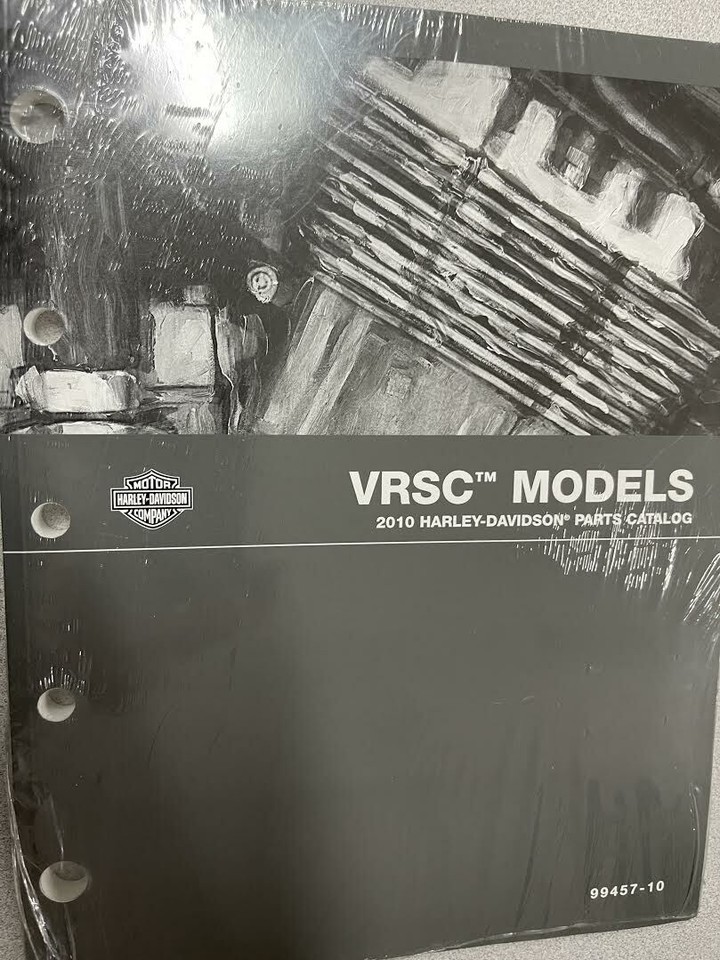 MOTOR
HARLEY-DAVIDSON
COMPANY
VRSC™ MODELS
2010 HARLEY-DAVIDSON® PARTS CATALOG
99457-10